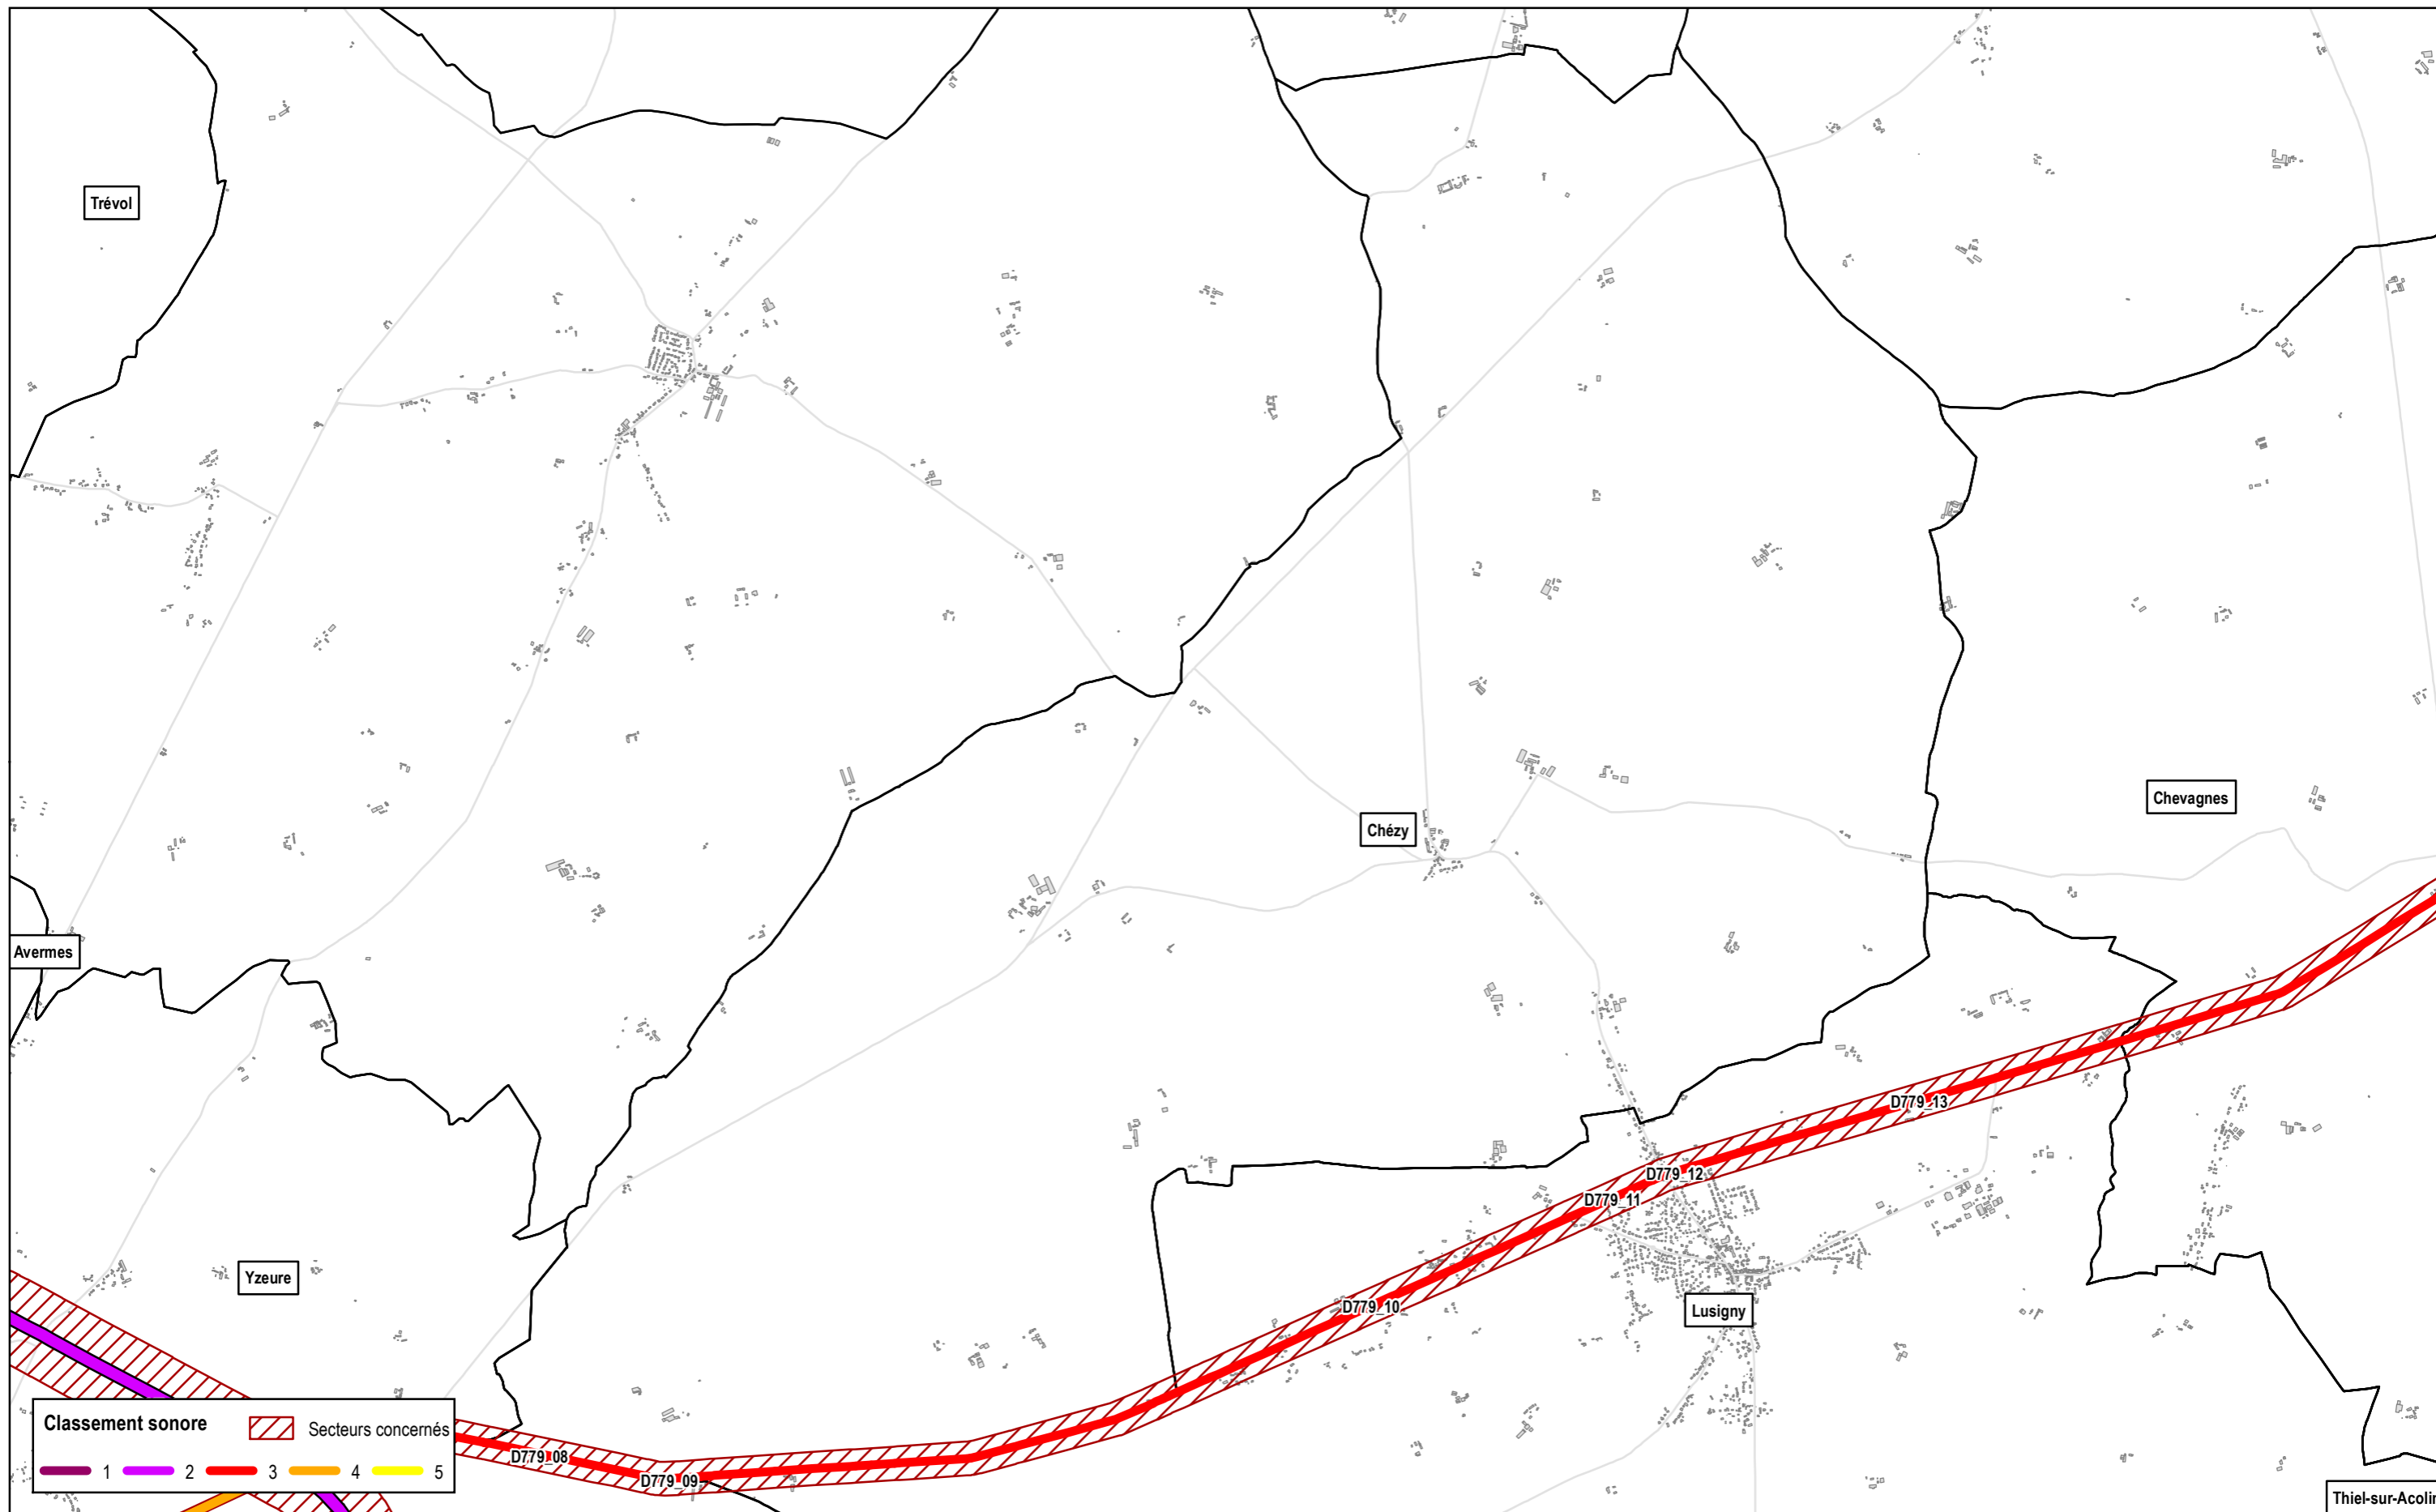 Trévol
Chevagnes
Chézy
Avermes
D779_13
D779_12
D779_11
Yzeure
D779_10
Lusigny
Classement sonore
Secteurs concernés
D779_08
1 2 3 4 5
D779_09
Thiel-sur-Acolin